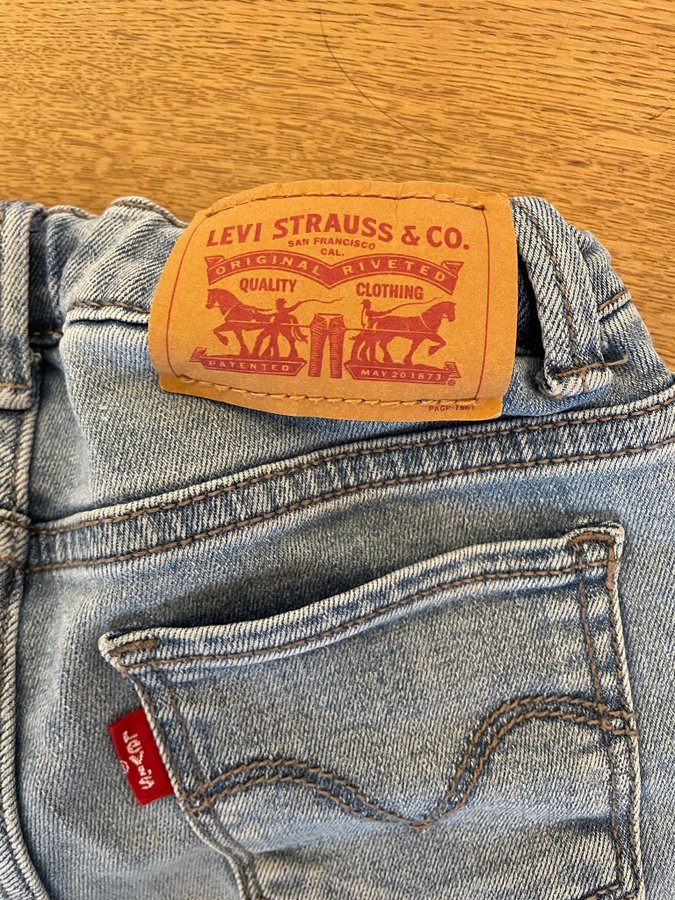 LEVI STRAUSS & CO.
SAN FRANCISCO
CAL.
ORIGINAL RIVETED
QUALITY CLOTHING
PATENTED MAY 20 1873 ®
Levi's